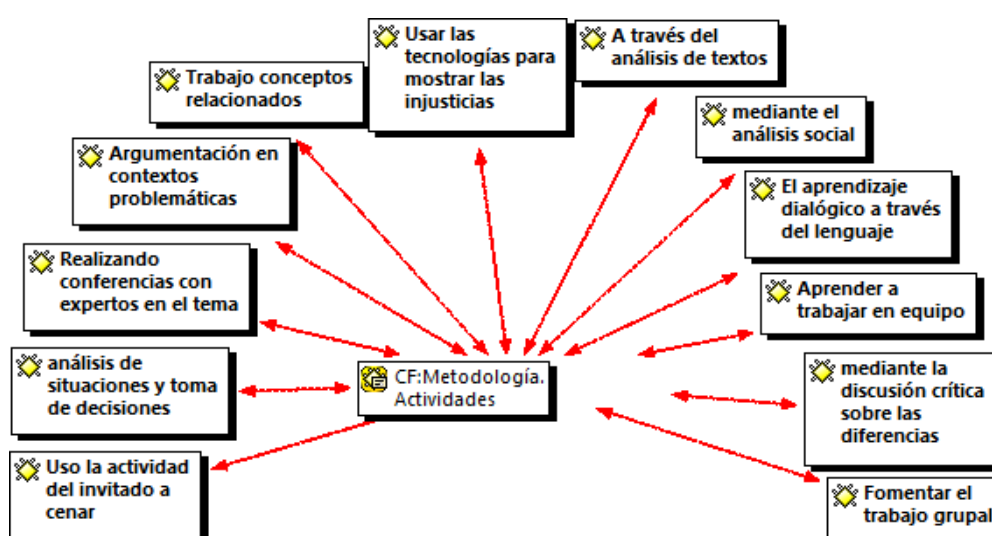 Usar las
tecnologías para
mostrar las
injusticias
A través del
análisis de textos
Trabajo conceptos
relacionados
mediante el
análisis social
Argumentación en
contextos
problemáticas
El aprendizaje
dialógico a través
del lenguaje
Realizando
conferencias con
expertos en el tema
Aprender a
trabajar en equipo
análisis de
situaciones y toma
de decisiones
CF:Metodología.
Actividades
mediante la
discusión crítica
sobre las
diferencias
Uso la actividad
del invitado a
cenar
Fomentar el
trabajo grupal